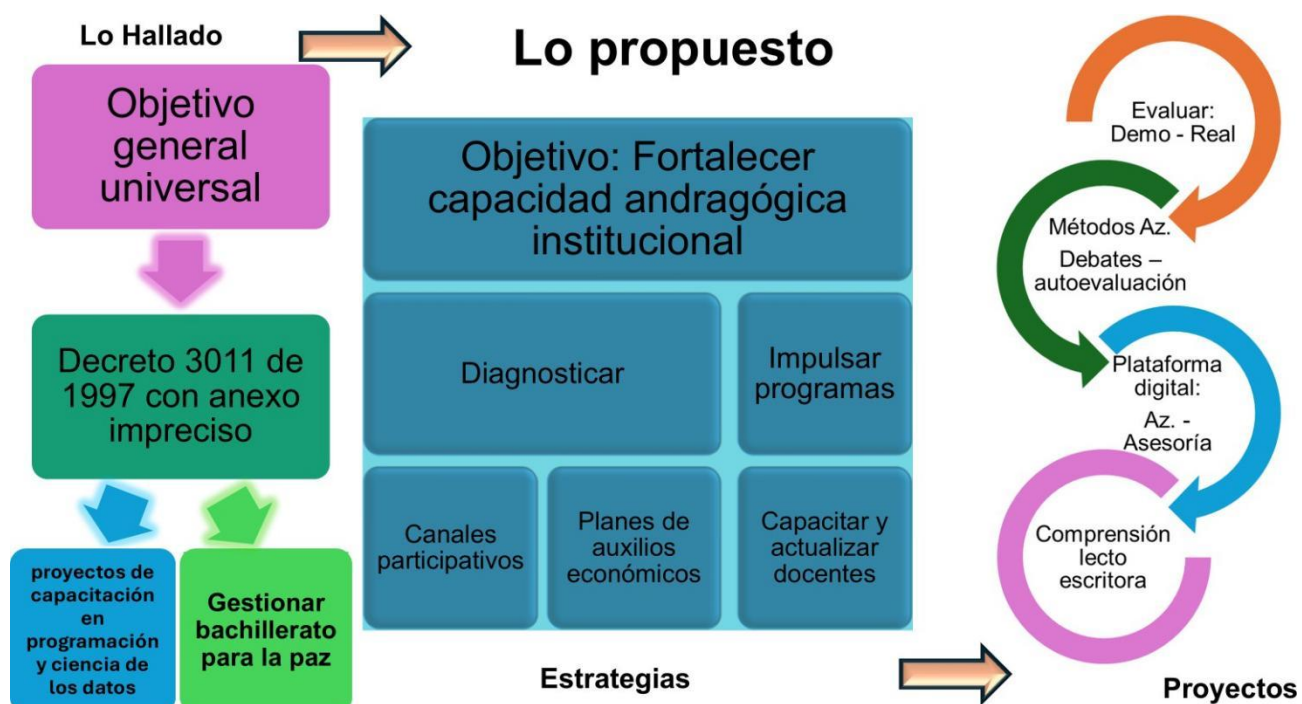 Lo Hallado
Objetivo
general
universal
Decreto 3011 de
1997 con anexo
impreciso
proyectos de
capacitación
en
programación
y ciencia de
los datos
Gestionar
bachillerato
para la paz
Lo propuesto
Objetivo: Fortalecer
capacidad andragógica
institucional
Diagnosticar
Impulsar
programas
Canales
participativos
Planes de
auxilios
económicos
Capacitar y
actualizar
docentes
Estrategias
Evaluar:
Demo - Real
Métodos Az.
Debates –
autoevaluación
Plataforma
digital:
Az. -
Asesoría
Comprensión
lecto
escritora
Proyectos